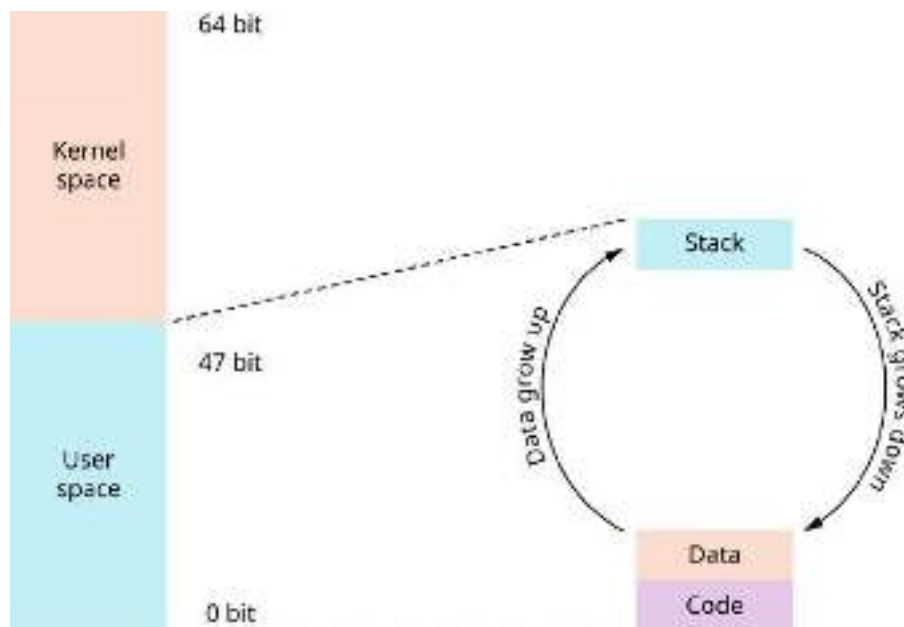 64 bit
Kernel
space
Stack
Data grow up
Stack grows down
47 bit
User
space
Data
Code
0 bit